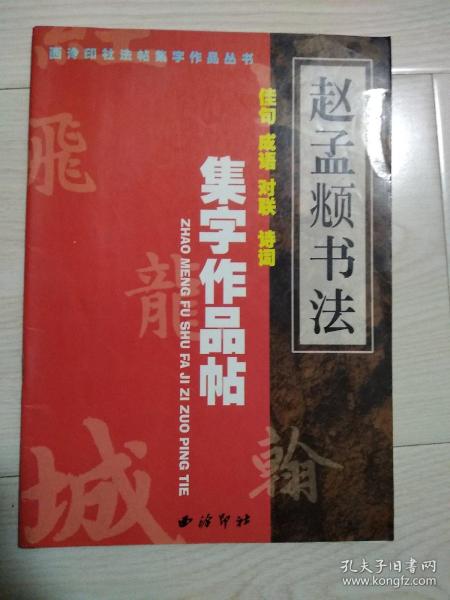 西泠印社法帖集字作品丛书
赵孟頫书法
佳句 成语 对联 诗词
集字作品帖
ZHAO MENG FU SHU FA JI ZI ZUO PING TIE
飛
龍
城
翰
西泠印社
孔夫子旧书网
www.kongfz.com